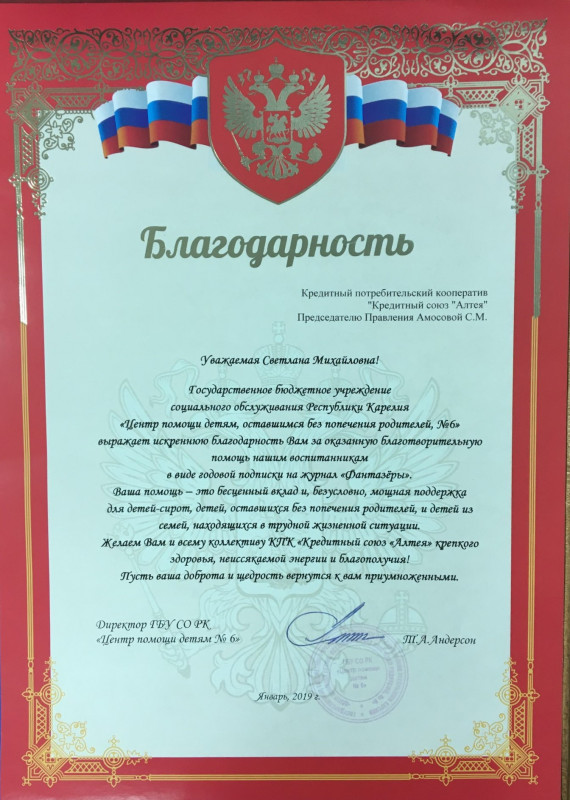 Благодарность
Кредитный потребительский кооператив
"Кредитный союз "Алтея"
Председателю Правления Амосовой С.М.
Уважаемая Светлана Михайловна!
Государственное бюджетное учреждение
социального обслуживания Республики Карелия
«Центр помощи детям, оставшимся без попечения родителей, №6»
выражает искреннюю благодарность Вам за оказанную благотворительную
помощь нашим воспитанникам
в виде годовой подписки на журнал «Фантазёры».
Ваша помощь – это бесценный вклад и, безусловно, мощная поддержка
для детей-сирот, детей, оставшихся без попечения родителей, и детей из
семей, находящихся в трудной жизненной ситуации.
Желаем Вам и всему коллективу КПК «Кредитный союз «Алтея» крепкого
здоровья, неиссякаемой энергии и благополучия!
Пусть ваша доброта и щедрость вернутся к вам приумноженными.
Директор ГБУ СО РК
«Центр помощи детям № 6»
Т.А.Андерсон
ГБУ СО РК
Январь, 2019 г.